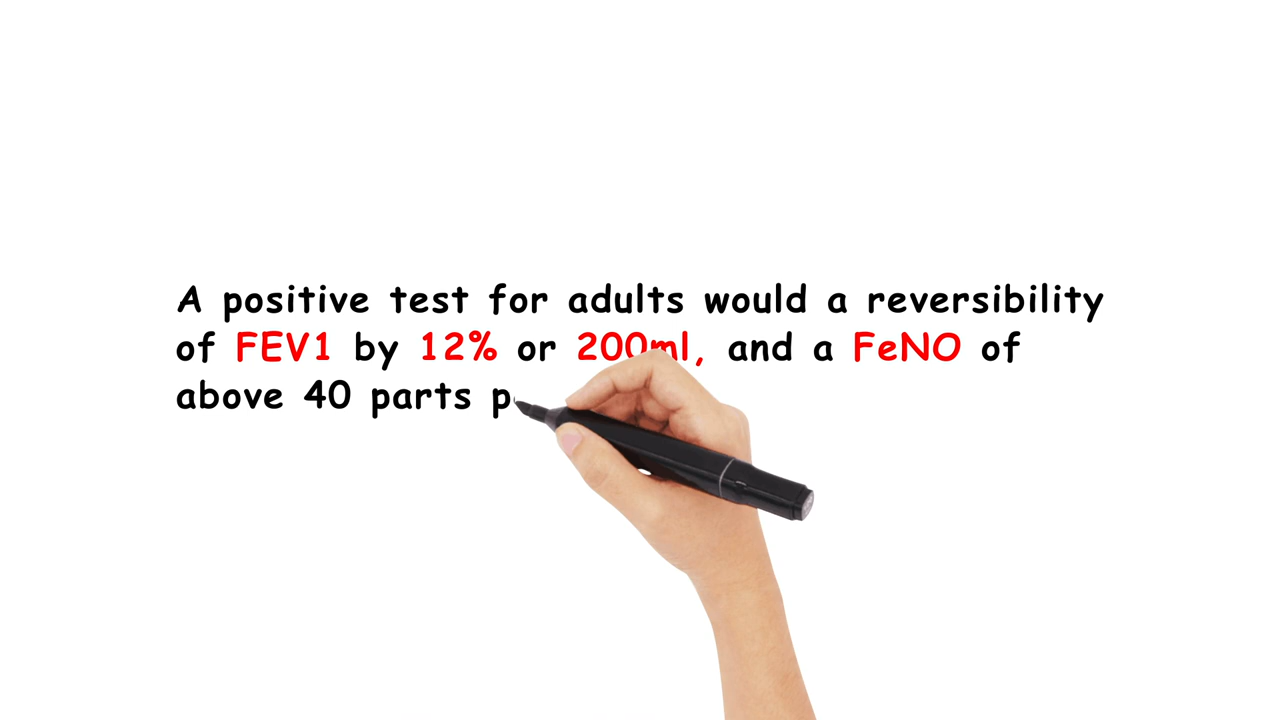 A positive test for adults would a reversibility
of FEV1 by 12% or 200ml, and a FeNO of
above 40 parts p